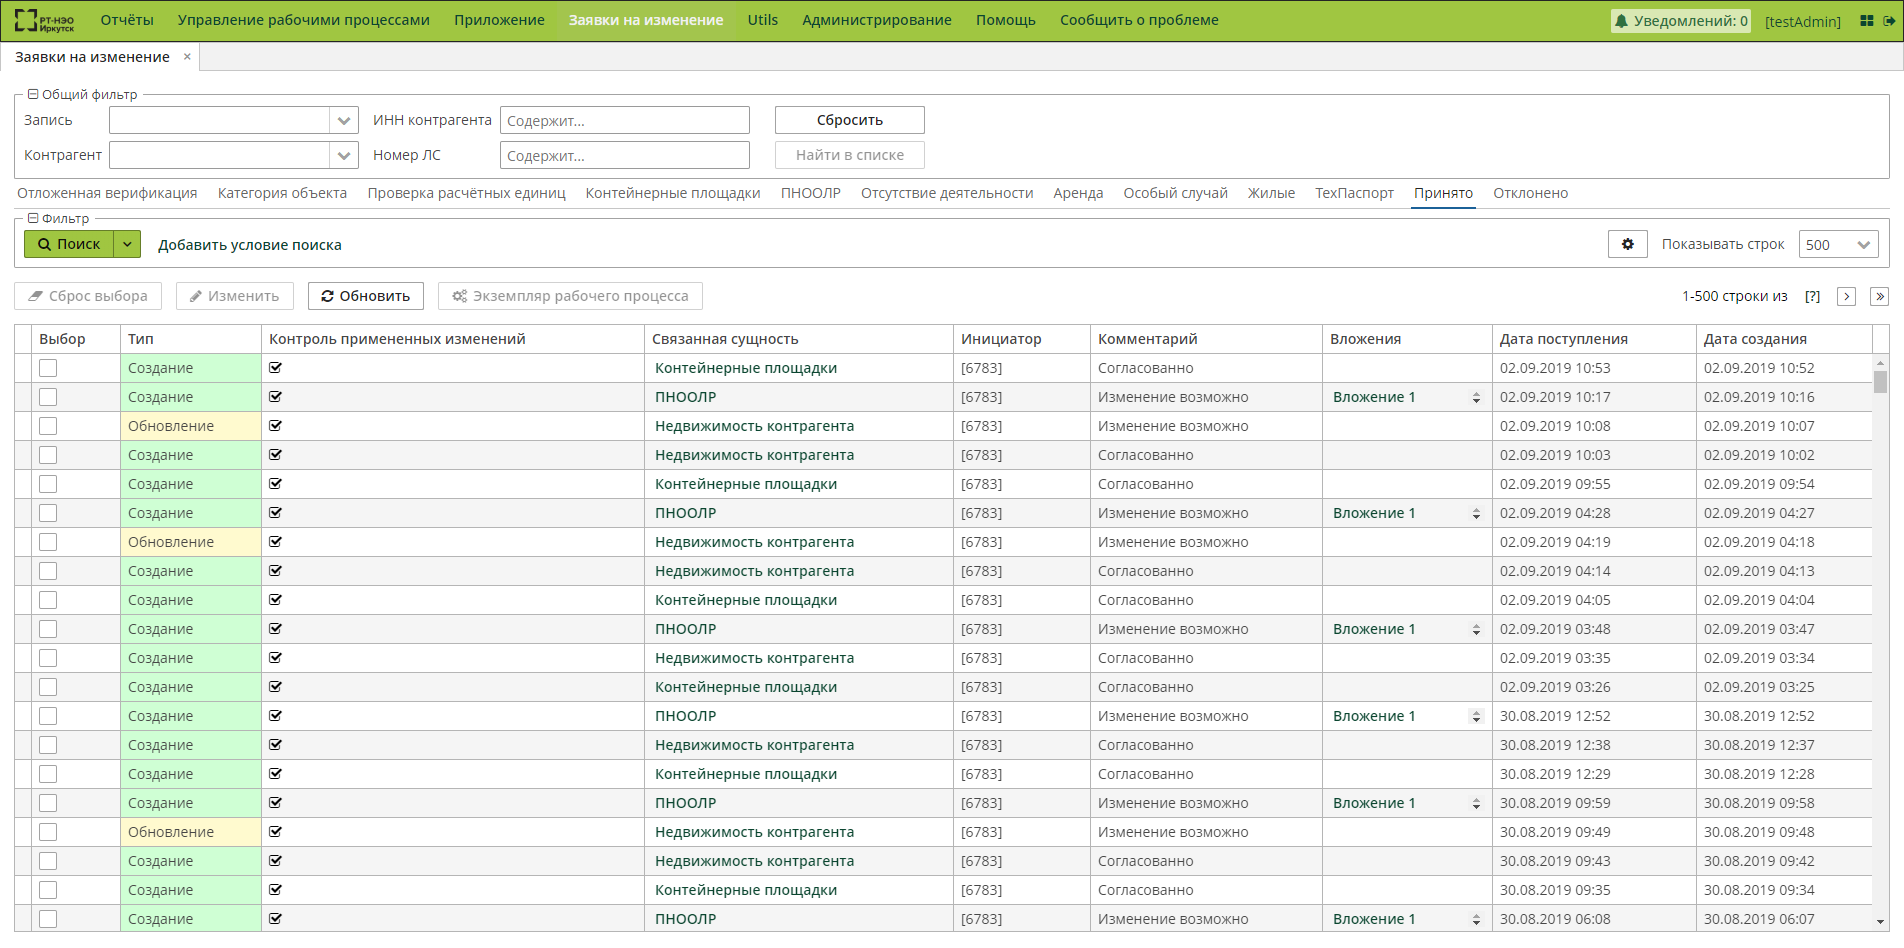 РТ-НЭО Иркутск Отчёты Управление рабочими процессами Приложение Заявки на изменение Utils Администрирование Помощь Сообщить о проблеме Уведомлений: 0 [testAdmin]
Заявки на изменение ×
Общий фильтр
Запись ИНН контрагента Содержит... Сбросить
Контрагент Номер ЛС Содержит... Найти в списке
Отложенная верификация Категория объекта Проверка расчётных единиц Контейнерные площадки ПНООЛР Отсутствие деятельности Аренда Особый случай Жилые ТехПаспорт Принято Отклонено
Фильтр
Поиск Добавить условие поиска Показывать строк 500
Сброс выбора Изменить Обновить Экземпляр рабочего процесса 1-500 строки из [?]
Выбор Тип Контроль примененных изменений Связанная сущность Инициатор Комментарий Вложения Дата поступления Дата создания
Создание Контейнерные площадки [6783] Согласованно 02.09.2019 10:53 02.09.2019 10:52
Создание ПНООЛР [6783] Изменение возможно Вложение 1 02.09.2019 10:17 02.09.2019 10:16
Обновление Недвижимость контрагента [6783] Изменение возможно 02.09.2019 10:08 02.09.2019 10:07
Создание Недвижимость контрагента [6783] Согласованно 02.09.2019 10:03 02.09.2019 10:02
Создание Контейнерные площадки [6783] Согласованно 02.09.2019 09:55 02.09.2019 09:54
Создание ПНООЛР [6783] Изменение возможно Вложение 1 02.09.2019 04:28 02.09.2019 04:27
Обновление Недвижимость контрагента [6783] Изменение возможно 02.09.2019 04:19 02.09.2019 04:18
Создание Недвижимость контрагента [6783] Согласованно 02.09.2019 04:14 02.09.2019 04:13
Создание Контейнерные площадки [6783] Согласованно 02.09.2019 04:05 02.09.2019 04:04
Создание ПНООЛР [6783] Изменение возможно Вложение 1 02.09.2019 03:48 02.09.2019 03:47
Создание Недвижимость контрагента [6783] Согласованно 02.09.2019 03:35 02.09.2019 03:34
Создание Контейнерные площадки [6783] Согласованно 02.09.2019 03:26 02.09.2019 03:25
Создание ПНООЛР [6783] Изменение возможно Вложение 1 30.08.2019 12:52 30.08.2019 12:52
Создание Недвижимость контрагента [6783] Согласованно 30.08.2019 12:38 30.08.2019 12:37
Создание Контейнерные площадки [6783] Согласованно 30.08.2019 12:29 30.08.2019 12:28
Создание ПНООЛР [6783] Изменение возможно Вложение 1 30.08.2019 09:59 30.08.2019 09:58
Обновление Недвижимость контрагента [6783] Изменение возможно 30.08.2019 09:49 30.08.2019 09:48
Создание Недвижимость контрагента [6783] Согласованно 30.08.2019 09:43 30.08.2019 09:42
Создание Контейнерные площадки [6783] Согласованно 30.08.2019 09:35 30.08.2019 09:34
Создание ПНООЛР [6783] Изменение возможно Вложение 1 30.08.2019 06:08 30.08.2019 06:07